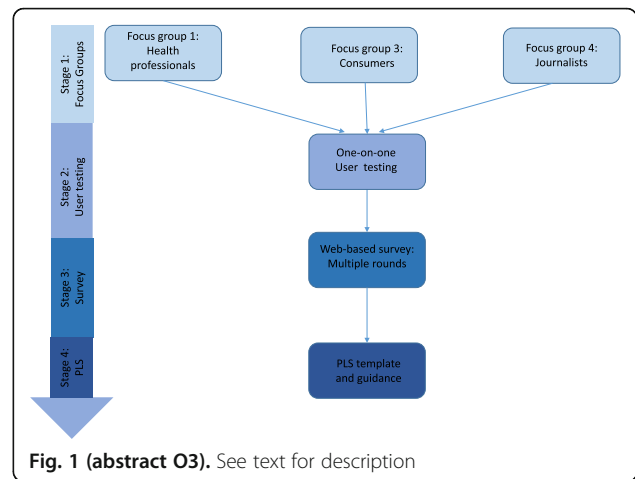 Stage 1:
Focus Groups
Focus group 1:
Health
professionals
Focus group 3:
Consumers
Focus group 4:
Journalists
Stage 2:
User testing
One-on-one
User testing
Stage 3:
Survey
Web-based survey:
Multiple rounds
Stage 4:
PLS
PLS template
and guidance
Fig. 1 (abstract O3). See text for description